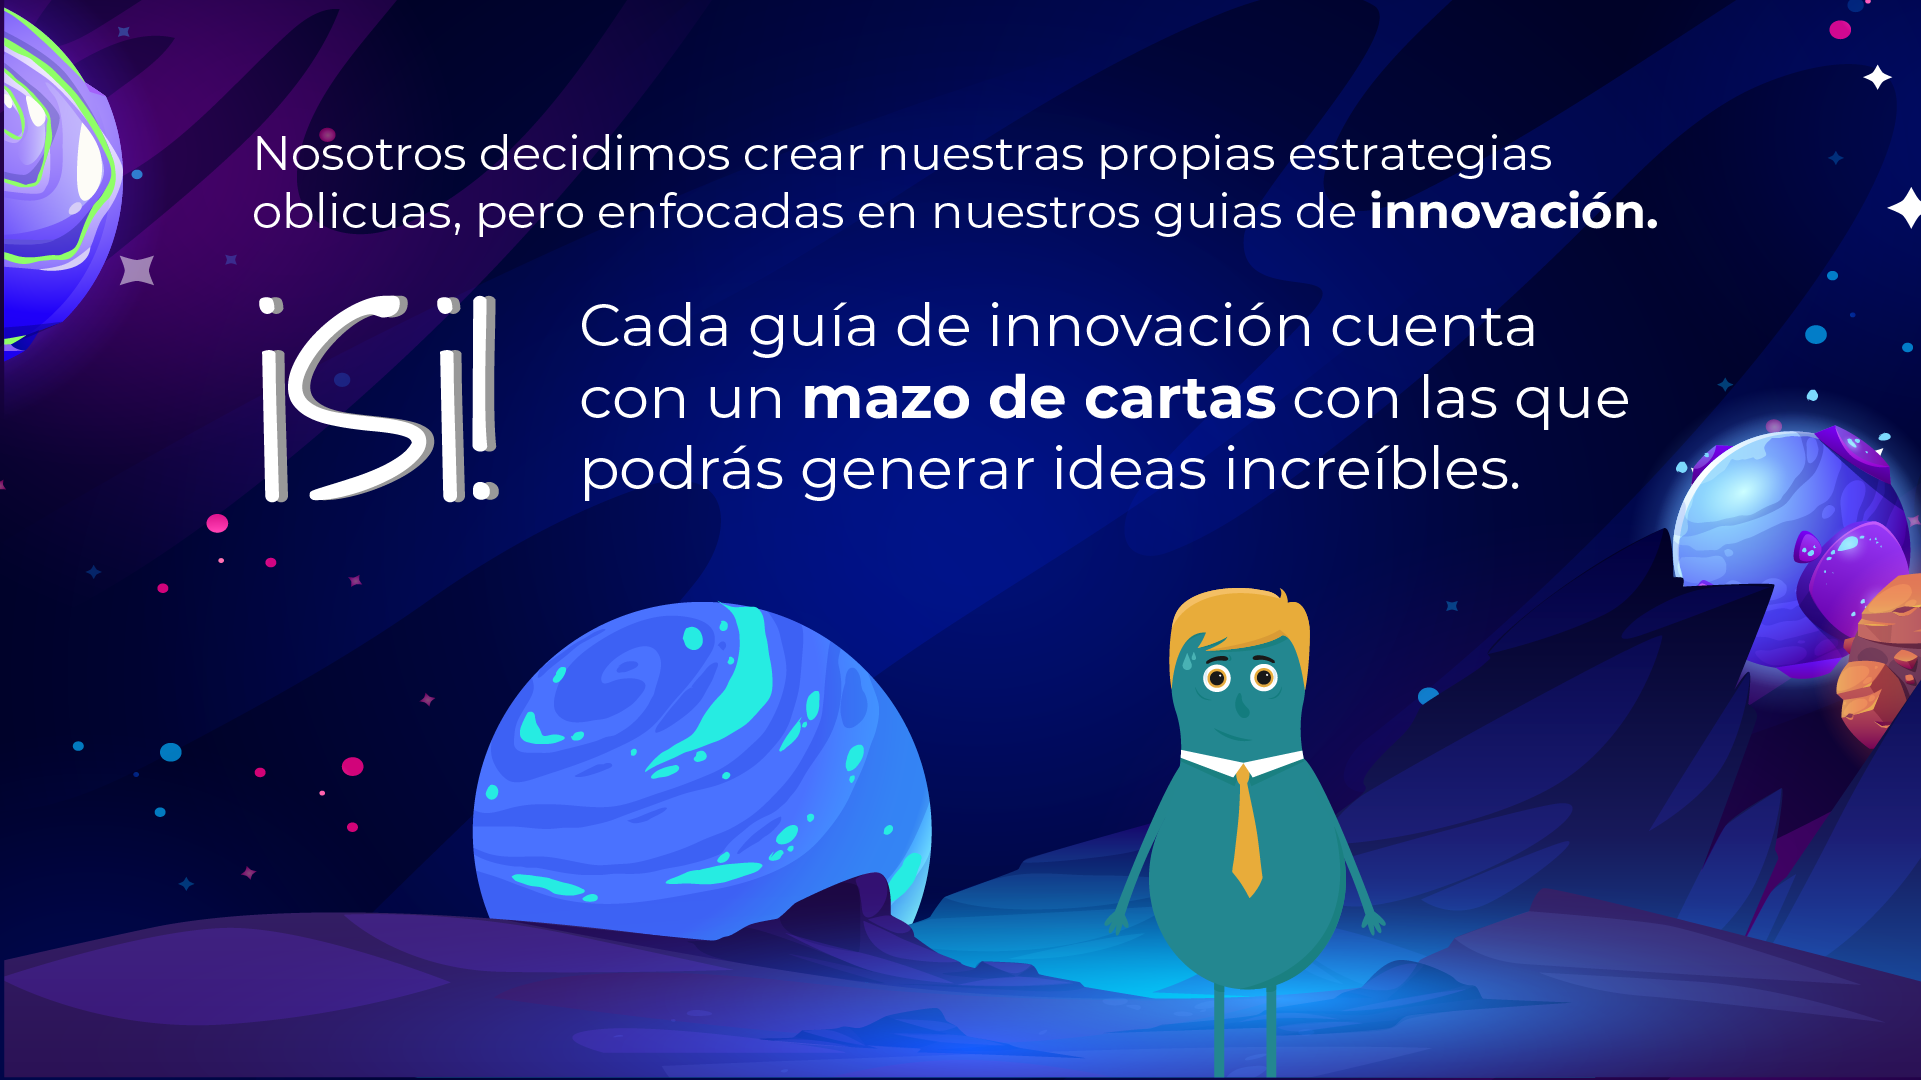 Nosotros decidimos crear nuestras propias estrategias
oblicuas, pero enfocadas en nuestros guias de innovación.
¡Si!
Cada guía de innovación cuenta
con un mazo de cartas con las que
podrás generar ideas increíbles.